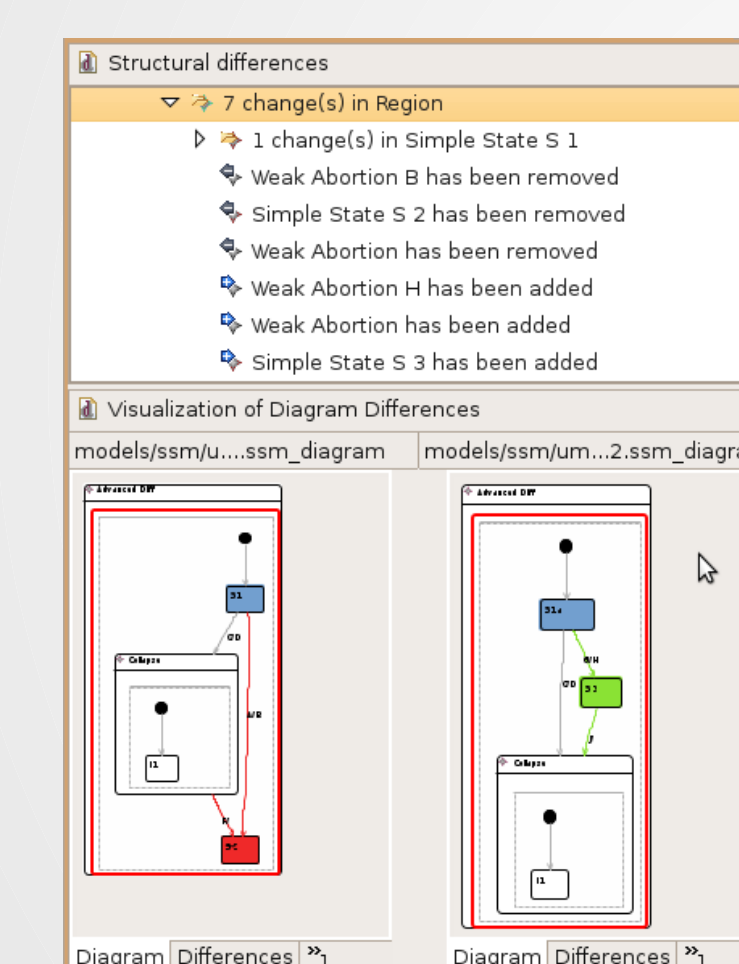 Structural differences
7 change(s) in Region
1 change(s) in Simple State S 1
Weak Abortion B has been removed
Simple State S 2 has been removed
Weak Abortion has been removed
Weak Abortion H has been added
Weak Abortion has been added
Simple State S 3 has been added
Visualization of Diagram Differences
models/ssm/u....ssm_diagram models/ssm/um...2.ssm_diagra
Advanced Diff Advanced Diff
S1 S1a
C/D
G/H
C/D
Collapse
A/B
I1
Collapse
I1
Diagram Differences »1 Diagram Differences »1